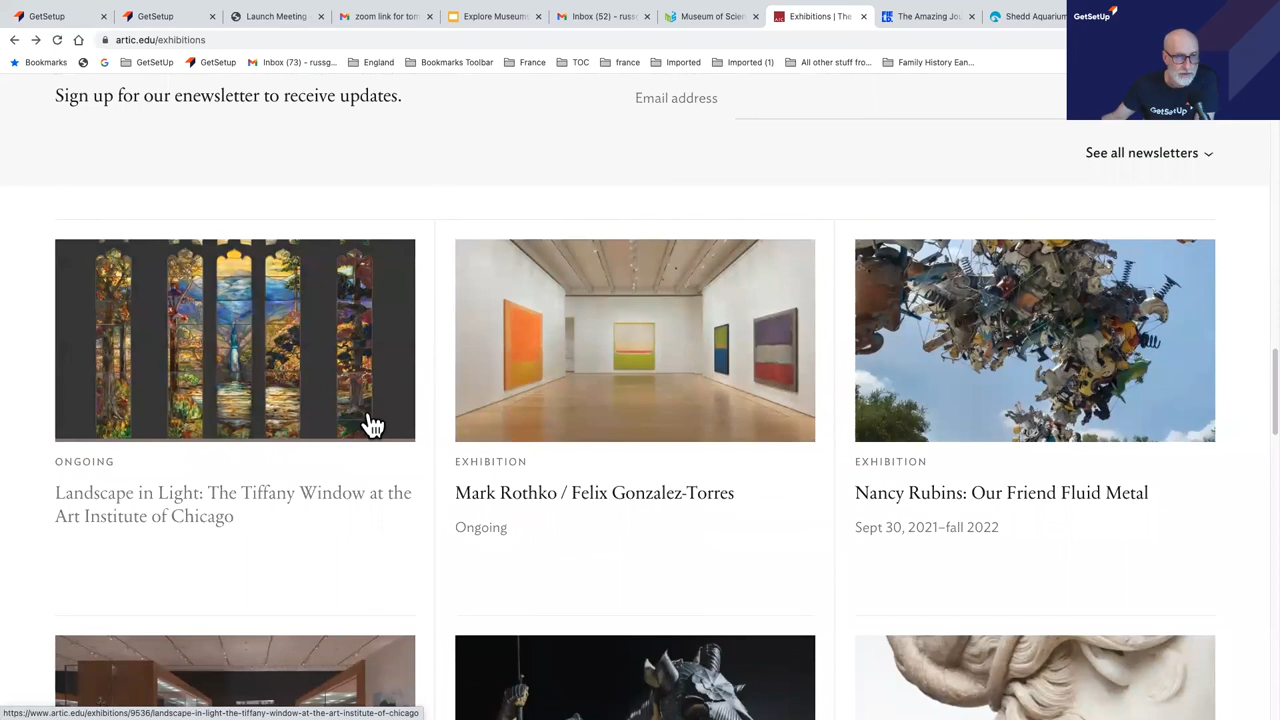 GetSetUp
GetSetUp
Launch Meeting -
zoom link for tom
Explore Museum
Inbox (52) - russg
Museum of Scien
Exhibitions | The
The Amazing Jou
Shedd Aquarium
GetSetUp
artic.edu/exhibitions
Bookmarks
GetSetUp
GetSetup
Inbox (73) - russg...
England
Bookmarks Toolbar
France
TOC
france
Imported
Imported (1)
All other stuff fro...
Family History Ean...
GetSetUp
Sign up for our enewsletter to receive updates.
Email address
See all newsletters
ONGOING
Landscape in Light: The Tiffany Window at the
Art Institute of Chicago
EXHIBITION
Mark Rothko / Felix Gonzalez-Torres
Ongoing
EXHIBITION
Nancy Rubins: Our Friend Fluid Metal
Sept 30, 2021–fall 2022
https://www.artic.edu/exhibitions/9536/landscape-in-light-the-tiffany-window-at-the-art-institute-of-chicago